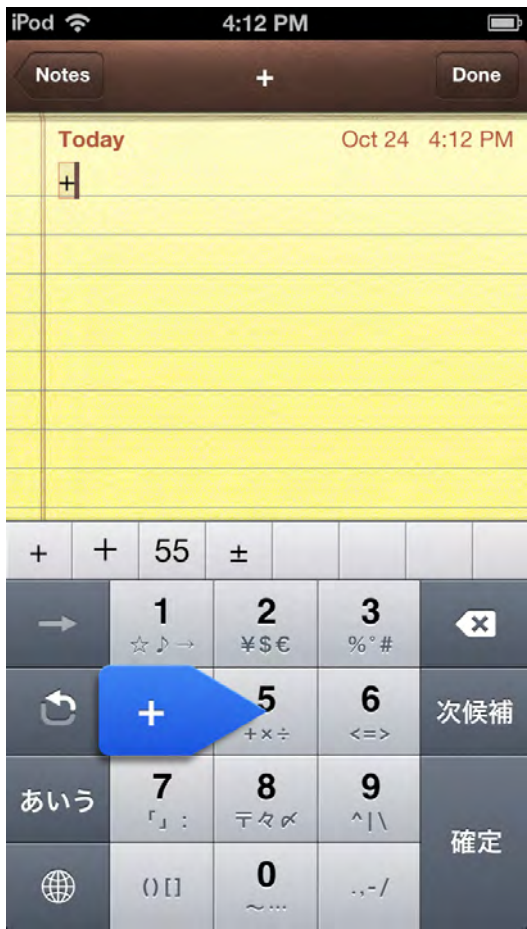 iPod 4:12 PM
Notes + Done
Today Oct 24 4:12 PM
+
+ + 55 ±
→ 1 2 3
☆♪→ ¥$€ %°#
+ 5 6 次候補
+×÷ <=>
あいう 7 8 9
「」: 〒々〆 ^|\
確定
()[] 0 .,-/
~…